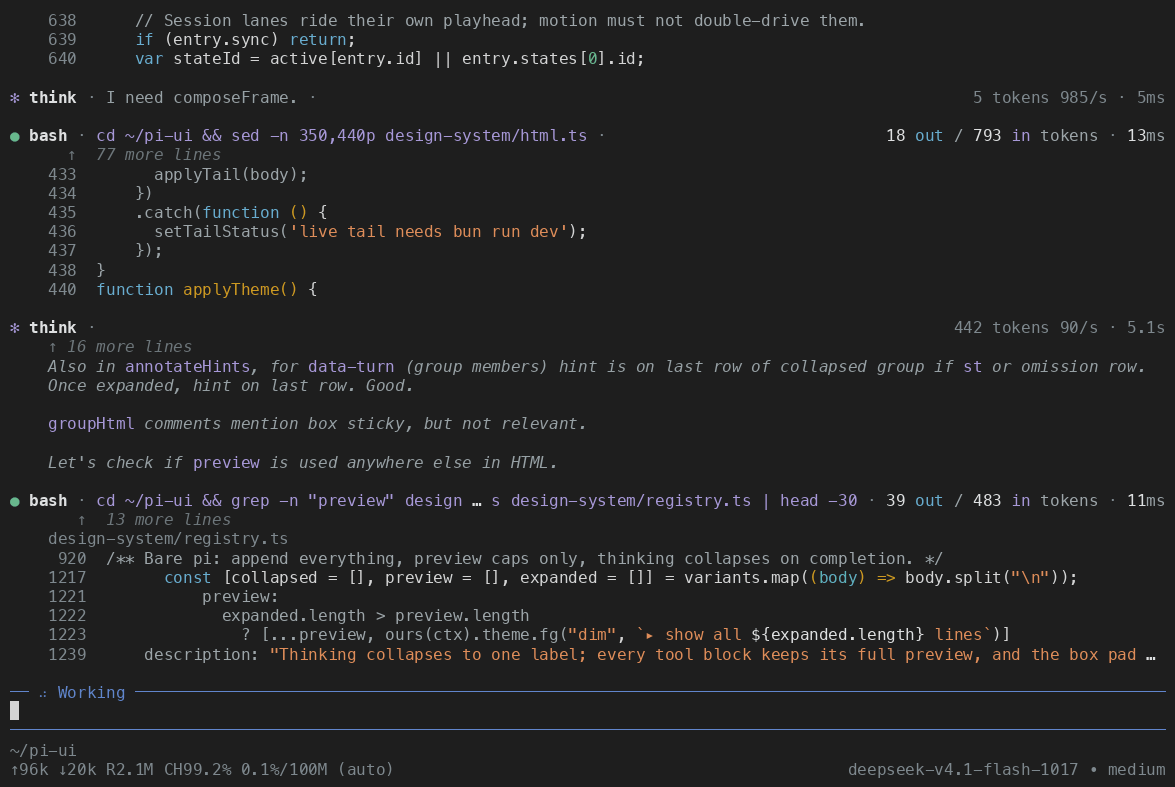 638      // Session lanes ride their own playhead; motion must not double-drive them.
639      if (entry.sync) return;
640      var stateId = active[entry.id] || entry.states[0].id;
✻ think · I need composeFrame. · 5 tokens 985/s · 5ms
● bash · cd ~/pi-ui && sed -n 350,440p design-system/html.ts · 18 out / 793 in tokens · 13ms
↑  77 more lines
433        applyTail(body);
434      })
435      .catch(function () {
436        setTailStatus('live tail needs bun run dev');
437      });
438  }
440  function applyTheme() {
✻ think · 442 tokens 90/s · 5.1s
↑ 16 more lines
Also in annotateHints, for data-turn (group members) hint is on last row of collapsed group if st or omission row.
Once expanded, hint on last row. Good.
groupHtml comments mention box sticky, but not relevant.
Let's check if preview is used anywhere else in HTML.
● bash · cd ~/pi-ui && grep -n "preview" design … s design-system/registry.ts | head -30 · 39 out / 483 in tokens · 11ms
↑  13 more lines
design-system/registry.ts
920  /** Bare pi: append everything, preview caps only, thinking collapses on completion. */
1217        const [collapsed = [], preview = [], expanded = []] = variants.map((body) => body.split("\n"));
1221            preview:
1222              expanded.length > preview.length
1223                ? [...preview, ours(ctx).theme.fg("dim", `▸ show all ${expanded.length} lines`)]
1239      description: "Thinking collapses to one label; every tool block keeps its full preview, and the box pad …
Working
~/pi-ui
↑96k ↓20k R2.1M CH99.2% 0.1%/100M (auto) deepseek-v4.1-flash-1017 • medium